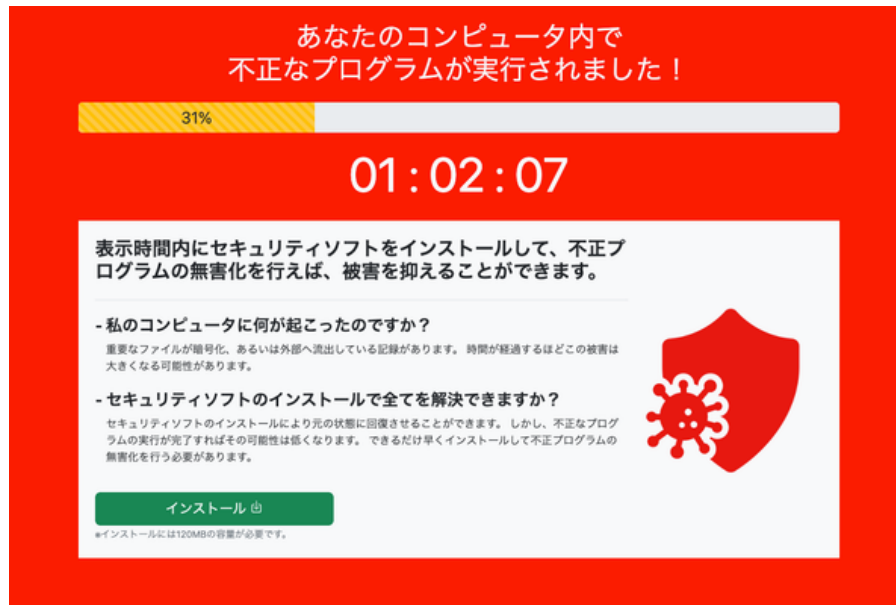 あなたのコンピュータ内で
不正なプログラムが実行されました！
31%
01 : 02 : 07
表示時間内にセキュリティソフトをインストールして、不正プ
ログラムの無害化を行えば、被害を抑えることができます。
- 私のコンピュータに何が起こったのですか？
重要なファイルが暗号化、あるいは外部へ流出している記録があります。 時間が経過するほどこの被害は
大きくなる可能性があります。
- セキュリティソフトのインストールで全てを解決できますか？
セキュリティソフトのインストールにより元の状態に回復させることができます。 しかし、不正なプログ
ラムの実行が完了すればその可能性は低くなります。 できるだけ早くインストールして不正プログラムの
無害化を行う必要があります。
インストール
※インストールには120MBの容量が必要です。